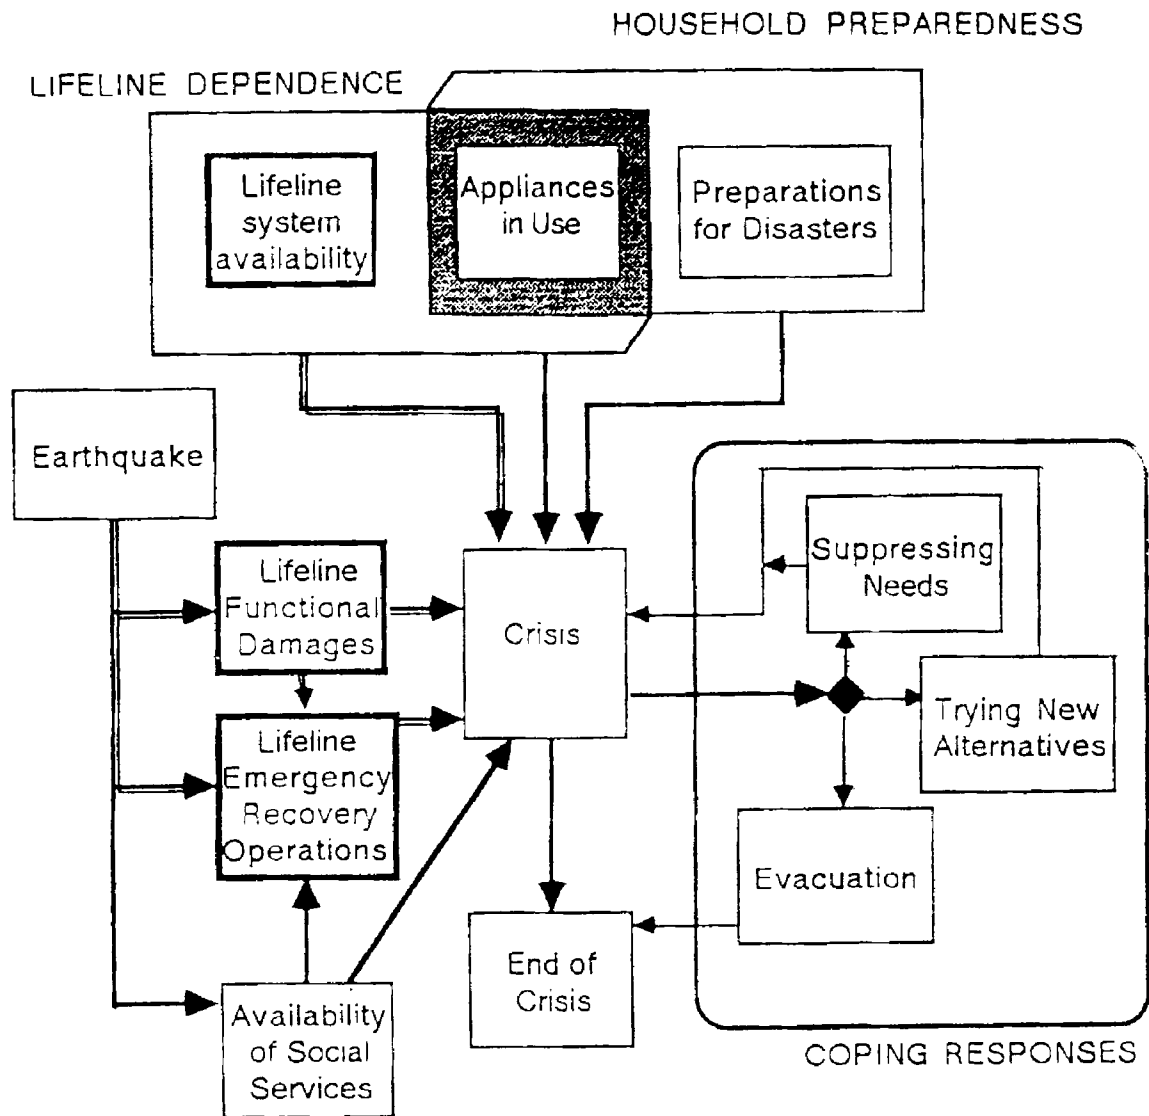 HOUSEHOLD PREPAREDNESS
LIFELINE DEPENDENCE
Lifeline
system
availability
Appliances
in Use
Preparations
for Disasters
Earthquake
Lifeline
Functional
Damages
Crisis
Suppressing
Needs
Trying New
Alternatives
Lifeline
Emergency
Recovery
Operations
Evacuation
End of
Crisis
Availability
of Social
Services
COPING RESPONSES